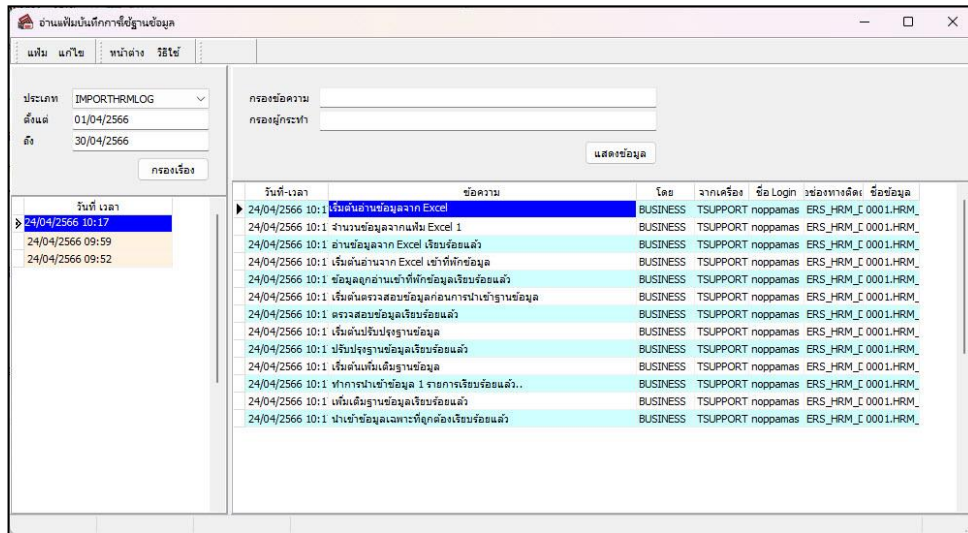 อ่านแฟ้มบันทึกการใช้ฐานข้อมูล
แฟ้ม แก้ไข หน้าต่าง วิธีใช้
ประเภท IMPORTHRMLOG
ตั้งแต่ 01/04/2566
ถึง 30/04/2566
กรองเรื่อง
กรองข้อความ
กรองผู้กระทำ
แสดงข้อมูล
วันที่ เวลา
24/04/2566 10:17
24/04/2566 09:59
24/04/2566 09:52
วันที่-เวลา ข้อความ โดย จากเครื่อง ชื่อ Login ชื่อข้อมูล
24/04/2566 10:1 เริ่มต้นอ่านข้อมูลจาก Excel BUSINESS TSUPPORT noppamas ERS_HRM_D 0001.HRM_
24/04/2566 10:1 จำนวนข้อมูลจากแฟ้ม Excel 1 BUSINESS TSUPPORT noppamas ERS_HRM_D 0001.HRM_
24/04/2566 10:1 อ่านข้อมูลจาก Excel เรียบร้อยแล้ว BUSINESS TSUPPORT noppamas ERS_HRM_D 0001.HRM_
24/04/2566 10:1 เริ่มต้นอ่านจาก Excel เข้าที่พักข้อมูล BUSINESS TSUPPORT noppamas ERS_HRM_D 0001.HRM_
24/04/2566 10:1 ข้อมูลถูกอ่านเข้าที่พักข้อมูลเรียบร้อยแล้ว BUSINESS TSUPPORT noppamas ERS_HRM_D 0001.HRM_
24/04/2566 10:1 เริ่มต้นตรวจสอบข้อมูลก่อนการนำเข้าฐานข้อมูล BUSINESS TSUPPORT noppamas ERS_HRM_D 0001.HRM_
24/04/2566 10:1 ตรวจสอบข้อมูลเรียบร้อยแล้ว BUSINESS TSUPPORT noppamas ERS_HRM_D 0001.HRM_
24/04/2566 10:1 เริ่มต้นปรับปรุงฐานข้อมูล BUSINESS TSUPPORT noppamas ERS_HRM_D 0001.HRM_
24/04/2566 10:1 ปรับปรุงฐานข้อมูลเรียบร้อยแล้ว BUSINESS TSUPPORT noppamas ERS_HRM_D 0001.HRM_
24/04/2566 10:1 เริ่มต้นเพิ่มเติมฐานข้อมูล BUSINESS TSUPPORT noppamas ERS_HRM_D 0001.HRM_
24/04/2566 10:1 ทำการนำเข้าข้อมูล 1 รายการเรียบร้อยแล้ว.. BUSINESS TSUPPORT noppamas ERS_HRM_D 0001.HRM_
24/04/2566 10:1 เพิ่มเติมฐานข้อมูลเรียบร้อยแล้ว BUSINESS TSUPPORT noppamas ERS_HRM_D 0001.HRM_
24/04/2566 10:1 นำเข้าข้อมูลเฉพาะที่ถูกต้องเรียบร้อยแล้ว BUSINESS TSUPPORT noppamas ERS_HRM_D 0001.HRM_